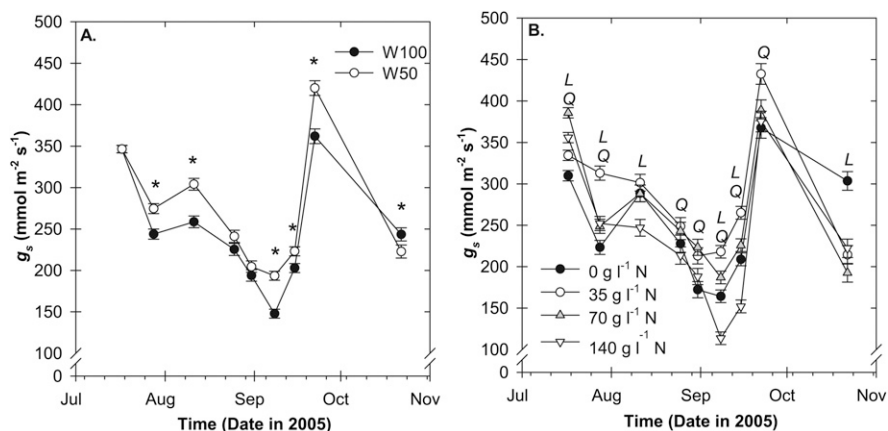 A.
W100
W50
500
450
400
350
300
250
200
150
100
0
gs (mmol m-2 s-1)
*
*
*
*
*
*
Jul
Aug
Sep
Oct
Nov
Time (Date in 2005)
B.
500
450
400
350
300
250
200
150
100
0
gs (mmol m-2 s-1)
L
Q
L
Q
L
Q
Q
L
Q
L
Q
Q
L
0 g l-1 N
35 g l-1 N
70 g l-1 N
140 g l-1 N
Jul
Aug
Sep
Oct
Nov
Time (Date in 2005)